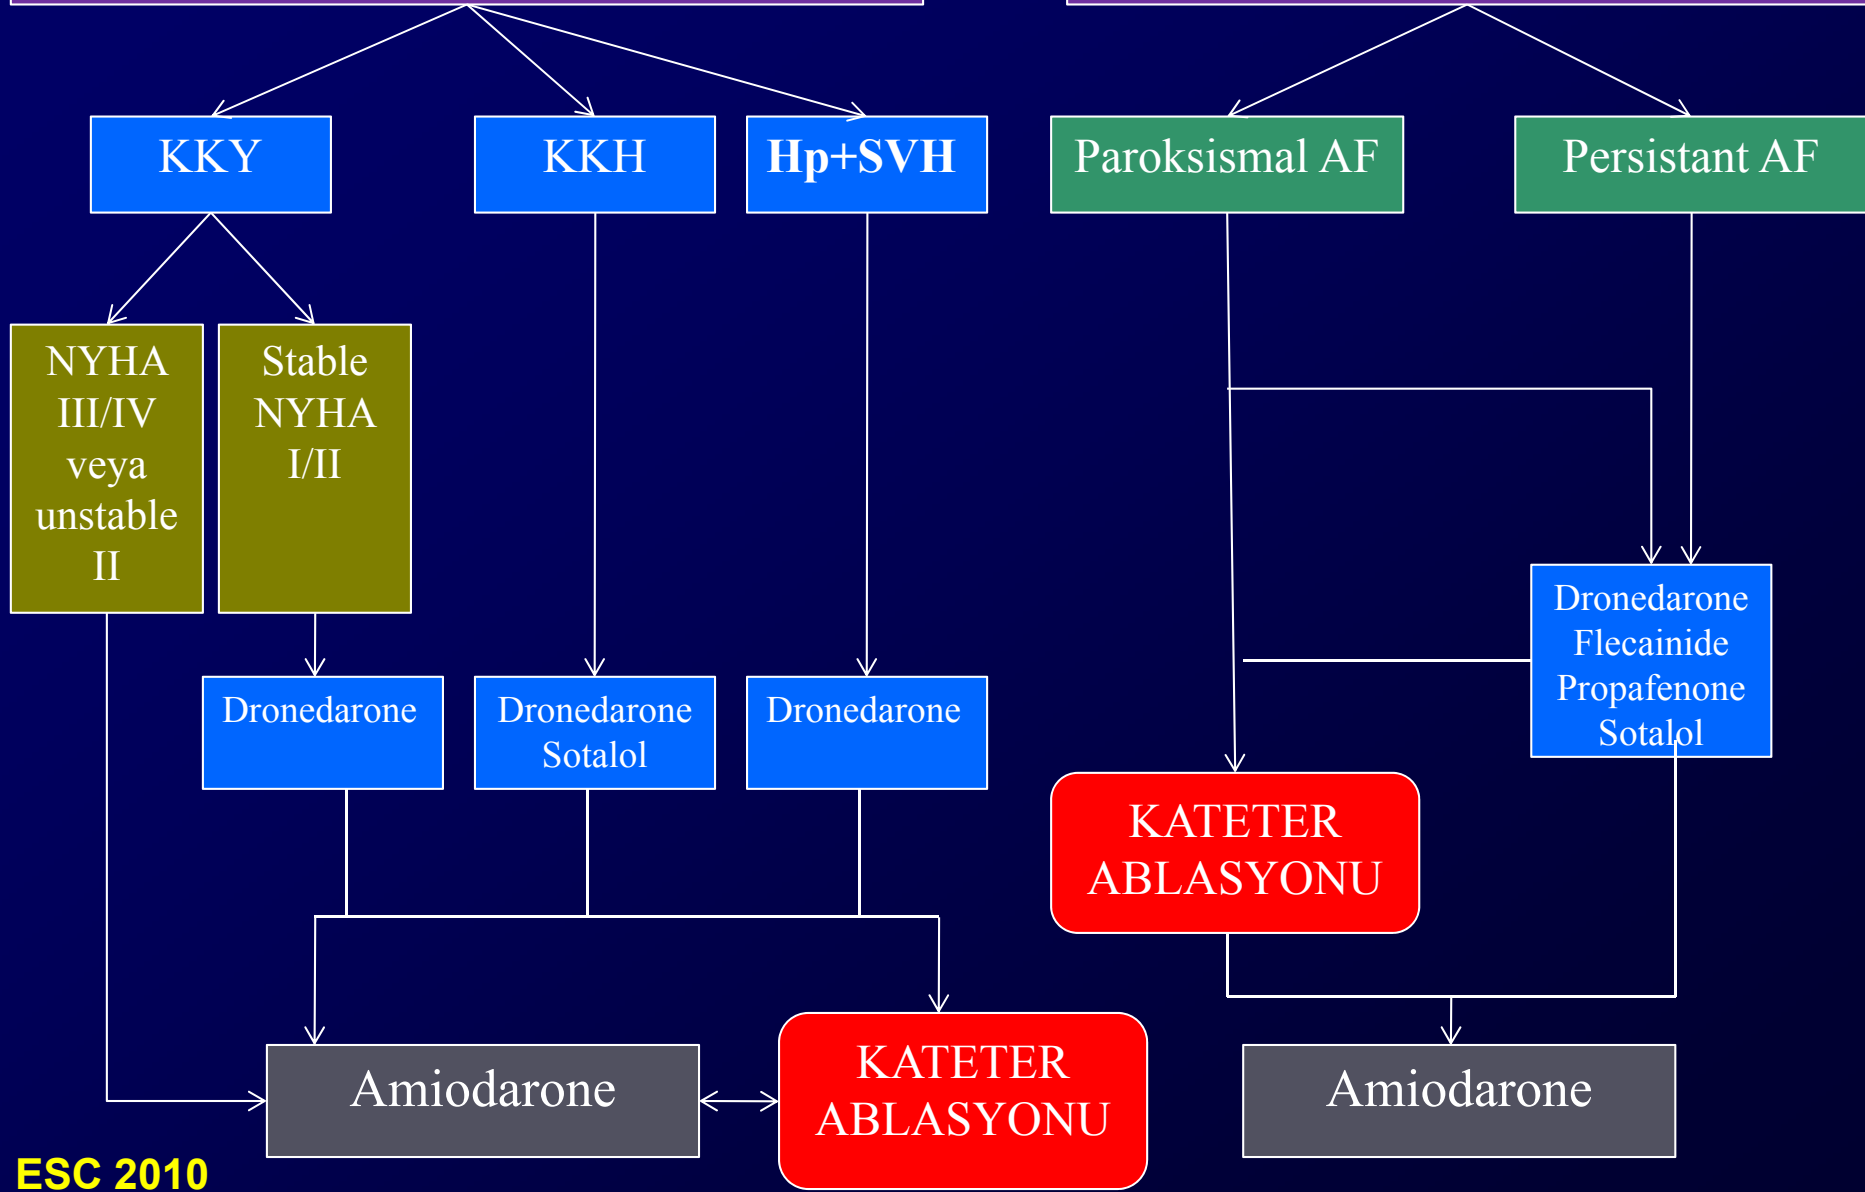 KKY
KKH
Hp+SVH
Paroksismal AF
Persistant AF
NYHA
III/IV
veya
unstable
II
Stable
NYHA
I/II
Dronedarone
Dronedarone
Sotalol
Dronedarone
Dronedarone
Flecainide
Propafenone
Sotalol
KATETER
ABLASYONU
Amiodarone
KATETER
ABLASYONU
Amiodarone
ESC 2010